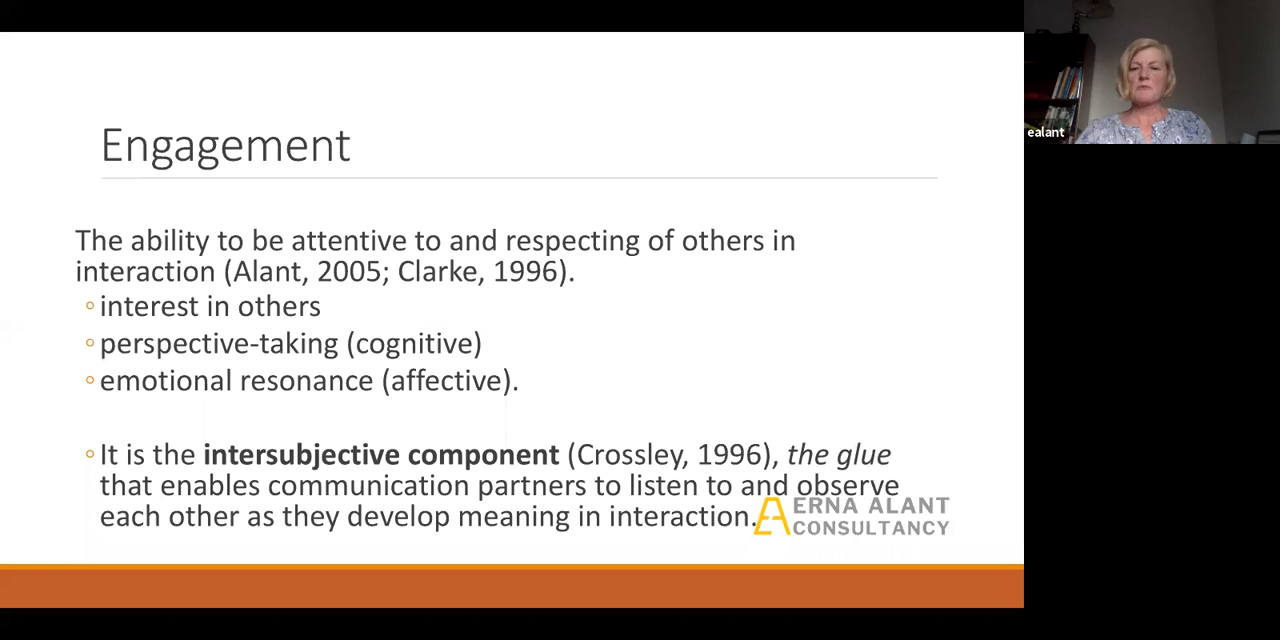 Engagement
The ability to be attentive to and respecting of others in
interaction (Alant, 2005; Clarke, 1996).
◦ interest in others
◦ perspective-taking (cognitive)
◦ emotional resonance (affective).
◦ It is the intersubjective component (Crossley, 1996), the glue
that enables communication partners to listen to and observe
each other as they develop meaning in interaction.
ERNA ALANT
CONSULTANCY
ealant